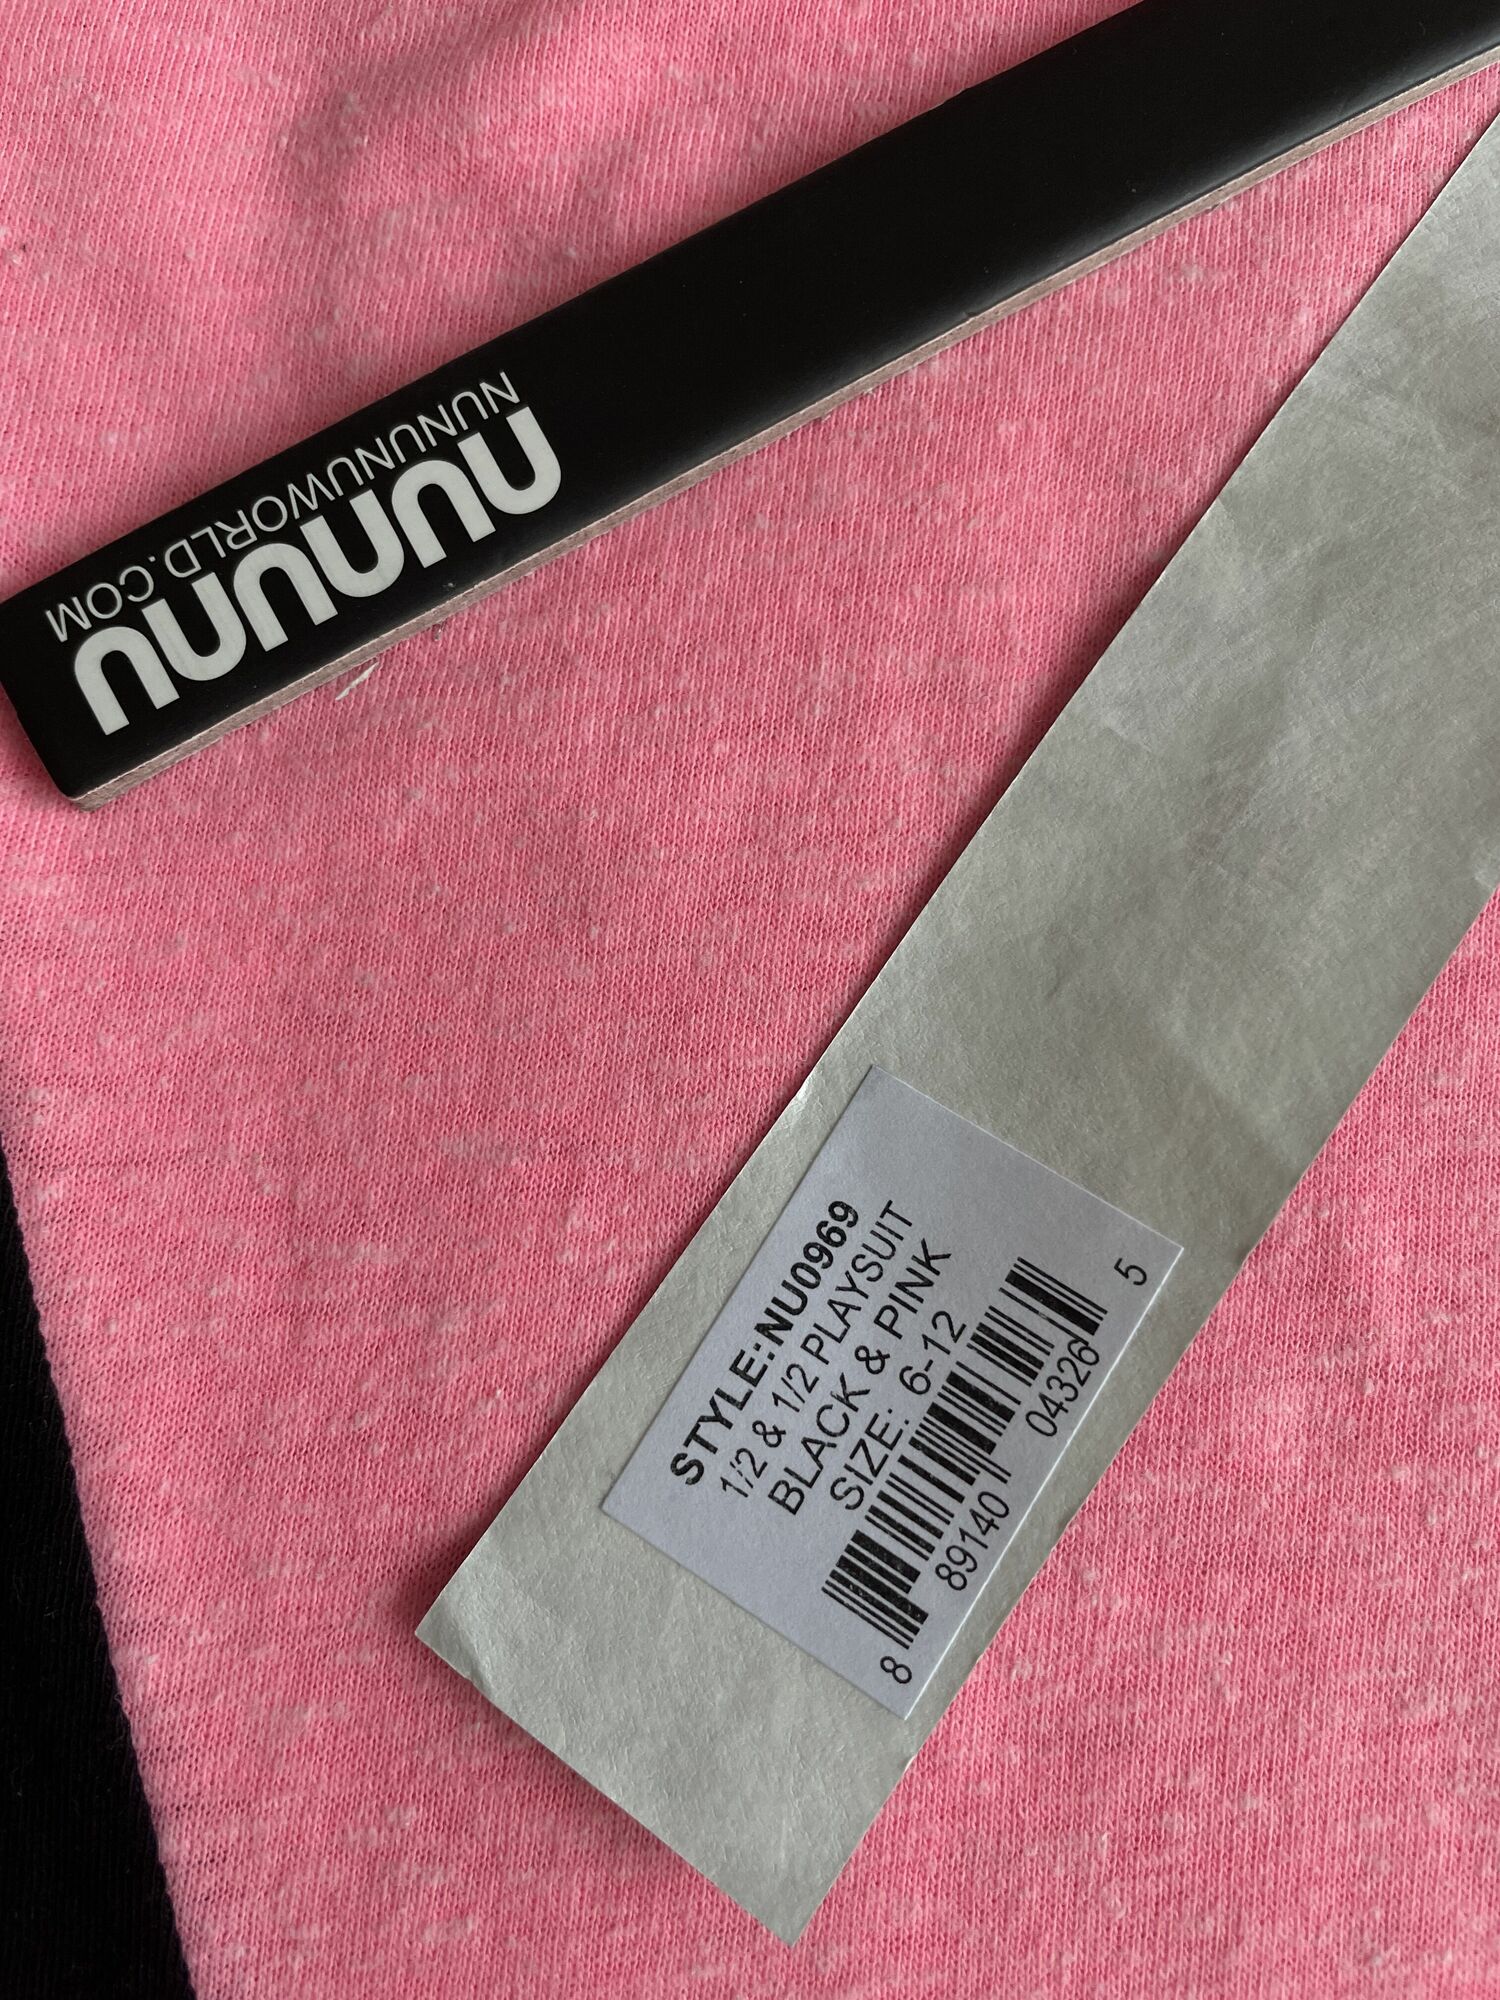 nununu
NUNUNUWORLD.COM
STYLE:NU0969
1/2 & 1/2 PLAYSUIT
BLACK & PINK
SIZE: 6-12
8 89140 04326 5